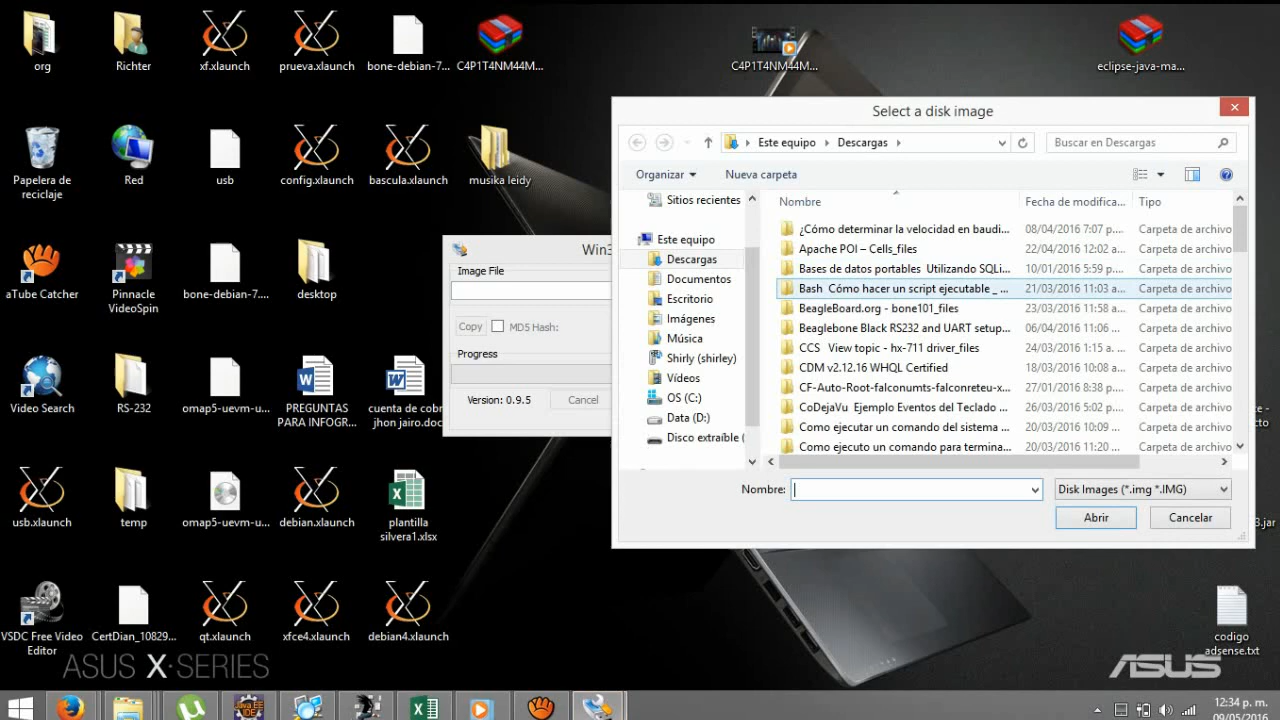 org
Richter
xf.xlaunch
prueva.xlaunch
bone-debian-7...
C4P1T4NM44M...
C4P1T4NM44M...
eclipse-java-ma...
Papelera de
reciclaje
Red
usb
config.xlaunch
bascula.xlaunch
musika leidy
aTube Catcher
Pinnacle
VideoSpin
bone-debian-7....
desktop
Video Search
RS-232
omap5-uevm-u...
PREGUNTAS
PARA INFOGR...
cuenta de cobr
jhon jairo.doc
usb.xlaunch
temp
omap5-uevm-u...
debian.xlaunch
plantilla
silvera1.xlsx
VSDC Free Video
Editor
CertDian_10829...
qt.xlaunch
xfce4.xlaunch
debian4.xlaunch
codigo
adsense.txt
3.jar
ASUS X·SERIES
ASUS
Win3
Image File
Copy
MD5 Hash:
Progress
Version: 0.9.5
Cancel
Select a disk image
Este equipo
Descargas
Buscar en Descargas
Organizar
Nueva carpeta
Sitios recientes
Este equipo
Descargas
Documentos
Escritorio
Imágenes
Música
Shirly (shirley)
Vídeos
OS (C:)
Data (D:)
Disco extraíble (
Nombre Fecha de modifica... Tipo
¿Cómo determinar la velocidad en baudi... 08/04/2016 7:07 p.... Carpeta de archivo
Apache POI – Cells_files 22/04/2016 12:02 a... Carpeta de archivo
Bases de datos portables Utilizando SQLi... 10/01/2016 5:59 p... Carpeta de archivo
Bash Cómo hacer un script ejecutable _ ... 21/03/2016 11:03 a... Carpeta de archivo
BeagleBoard.org - bone101_files 23/03/2016 11:58 a... Carpeta de archivo
Beaglebone Black RS232 and UART setup... 06/04/2016 11:06 ... Carpeta de archivo
CCS View topic - hx-711 driver_files 24/03/2016 1:15 a... Carpeta de archivo
CDM v2.12.16 WHQL Certified 28/03/2016 10:08 a... Carpeta de archivo
CF-Auto-Root-falconumts-falconreteu-x... 27/01/2016 8:38 p... Carpeta de archivo
CoDejaVu Ejemplo Eventos del Teclado ... 26/03/2016 5:02 p... Carpeta de archivo
Como ejecutar un comando del sistema ... 20/03/2016 10:09 ... Carpeta de archivo
Como ejecuto un comando para termina... 20/03/2016 11:20 ... Carpeta de archivo
Nombre:
Disk Images (*.img *.IMG)
Abrir
Cancelar
12:34 p. m.
09/05/2016